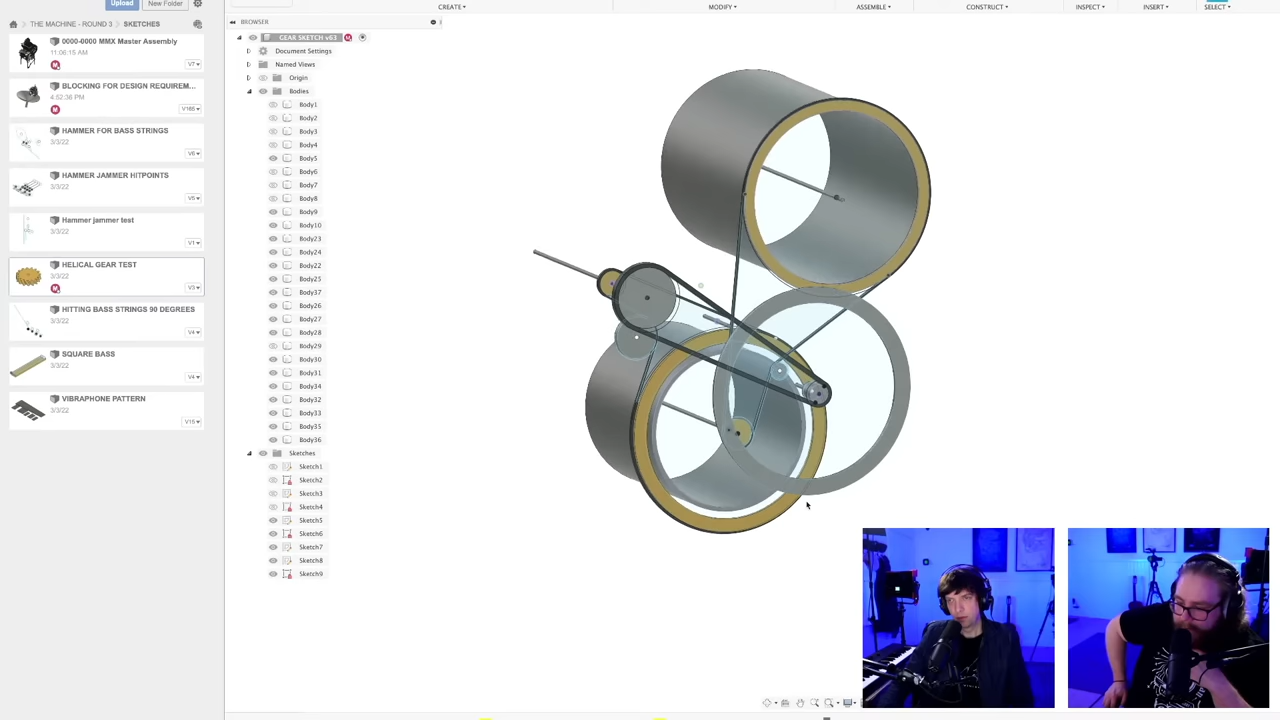 Upload
New Folder
THE MACHINE - ROUND 3 > SKETCHES
0000-0000 MMX Master Assembly
11:06:15 AM
V7
BLOCKING FOR DESIGN REQUIREM...
4:52:36 PM
V165
HAMMER FOR BASS STRINGS
3/3/22
V6
HAMMER JAMMER HITPOINTS
3/3/22
V5
Hammer jammer test
3/3/22
V1
HELICAL GEAR TEST
3/3/22
V3
HITTING BASS STRINGS 90 DEGREES
3/3/22
V4
SQUARE BASS
3/3/22
V4
VIBRAPHONE PATTERN
3/3/22
V15
CREATE
MODIFY
ASSEMBLE
CONSTRUCT
INSPECT
INSERT
SELECT
BROWSER
GEAR SKETCH v63
Document Settings
Named Views
Origin
Bodies
Body1
Body2
Body3
Body4
Body5
Body6
Body7
Body8
Body9
Body10
Body23
Body24
Body22
Body25
Body37
Body26
Body27
Body28
Body29
Body30
Body31
Body34
Body32
Body33
Body35
Body36
Sketches
Sketch1
Sketch2
Sketch3
Sketch4
Sketch5
Sketch6
Sketch7
Sketch8
Sketch9